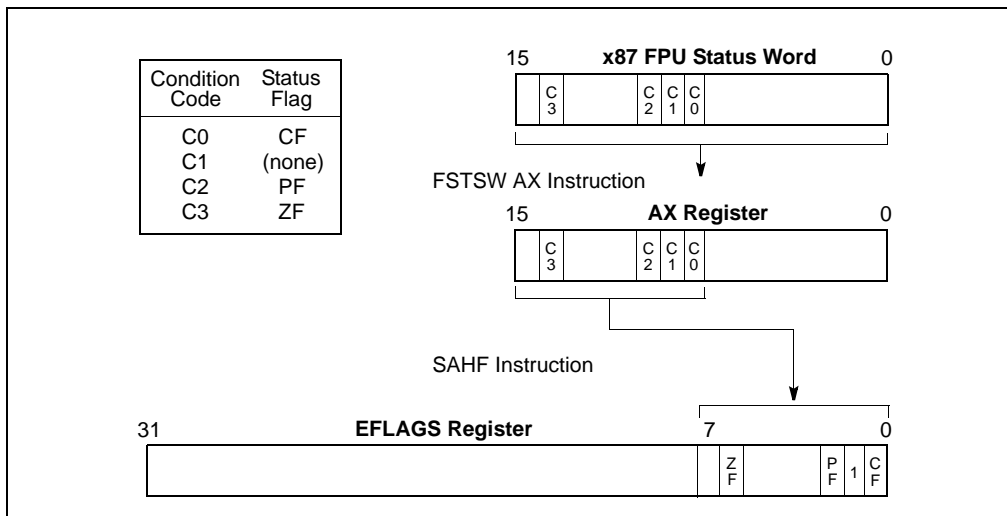 Condition Code Status Flag
C0 CF
C1 (none)
C2 PF
C3 ZF
15 x87 FPU Status Word 0
C3 C2 C1 C0
FSTSW AX Instruction
15 AX Register 0
C3 C2 C1 C0
SAHF Instruction
31 EFLAGS Register 7 0
ZF PF 1 CF